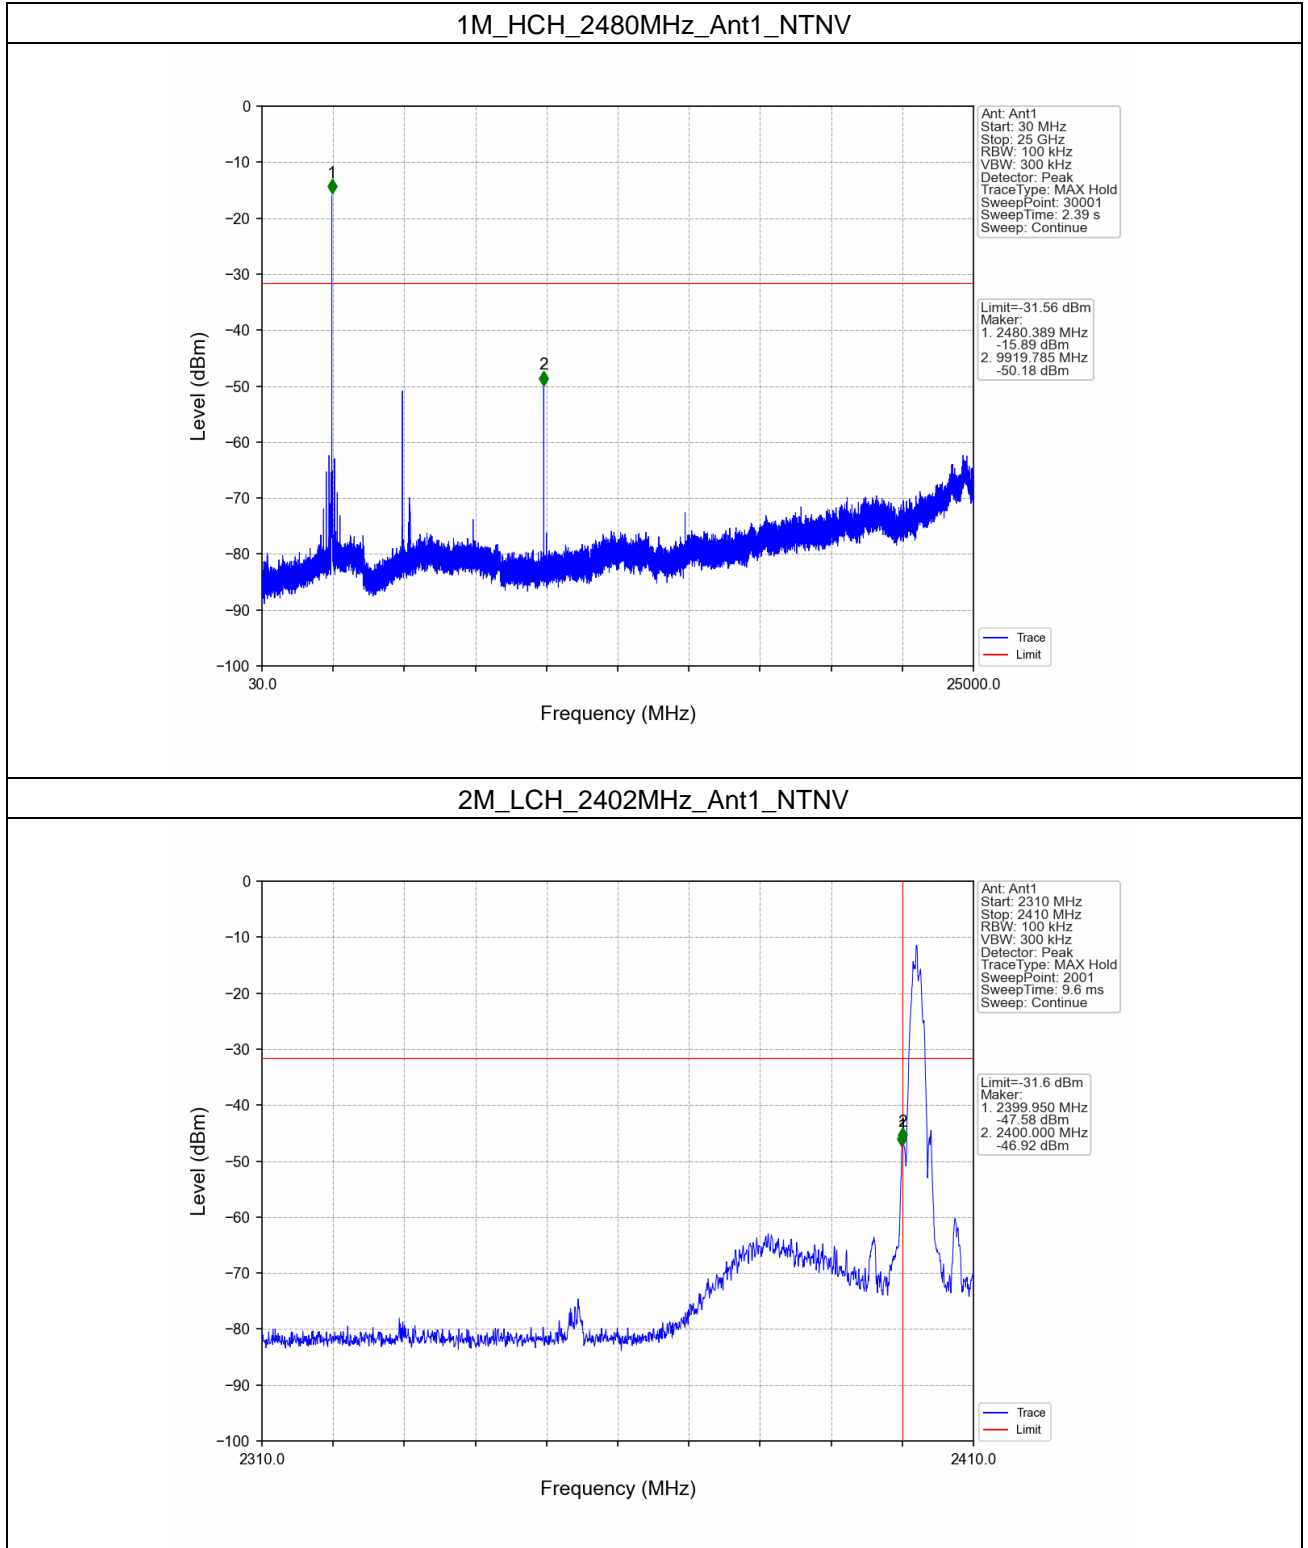 1M_HCH_2480MHz_Ant1_NTNV
0
−10
−20
−30
−40
−50
−60
−70
−80
−90
−100
Level (dBm)
1
2
30.0
25000.0
Frequency (MHz)
Ant: Ant1
Start: 30 MHz
Stop: 25 GHz
RBW: 100 kHz
VBW: 300 kHz
Detector: Peak
TraceType: MAX Hold
SweepPoint: 30001
SweepTime: 2.39 s
Sweep: Continue
Limit=-31.56 dBm
Maker:
1. 2480.389 MHz
-15.89 dBm
2. 9919.785 MHz
-50.18 dBm
Trace
Limit
2M_LCH_2402MHz_Ant1_NTNV
0
−10
−20
−30
−40
−50
−60
−70
−80
−90
−100
Level (dBm)
2
2310.0
2410.0
Frequency (MHz)
Ant: Ant1
Start: 2310 MHz
Stop: 2410 MHz
RBW: 100 kHz
VBW: 300 kHz
Detector: Peak
TraceType: MAX Hold
SweepPoint: 2001
SweepTime: 9.6 ms
Sweep: Continue
Limit=-31.6 dBm
Maker:
1. 2399.950 MHz
-47.58 dBm
2. 2400.000 MHz
-46.92 dBm
Trace
Limit